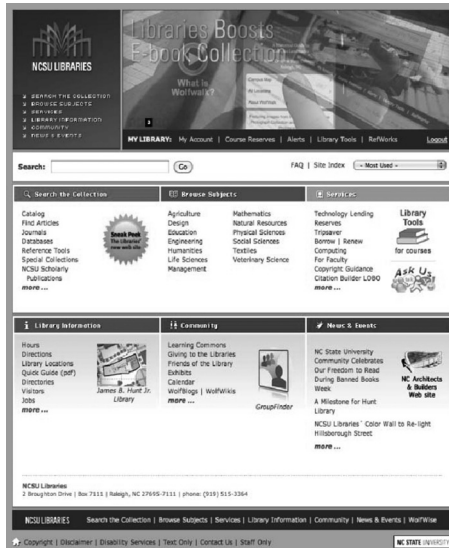 Libraries Boosts
E-book Collection
What is
Wolfwalk?
NCSU LIBRARIES
SEARCH THE COLLECTION
BROWSE SUBJECTS
SERVICES
LIBRARY INFORMATION
COMMUNITY
NEWS & EVENTS
MY LIBRARY: My Account | Course Reserves | Alerts | Library Tools | RefWorks Logout
Search: Go FAQ | Site Index - Most Used -
Search the Collection
Catalog
Find Articles
Journals
Databases
Reference Tools
Special Collections
NCSU Scholarly
Publications
more ...
Sneak Peek
The Libraries'
new web site
Browse Subjects
Agriculture
Design
Education
Engineering
Humanities
Life Sciences
Management
Mathematics
Natural Resources
Physical Sciences
Social Sciences
Textiles
Veterinary Science
Services
Technology Lending
Reserves
Tripsaver
Borrow | Renew
Computing
For Faculty
Copyright Guidance
Citation Builder LOBO
more ...
Library
Tools
for courses
Ask Us
Library Information
Hours
Directions
Library Locations
Quick Guide (pdf)
Directories
Visitors
Jobs
more ...
James B. Hunt Jr.
Library
Community
Learning Commons
Giving to the Libraries
Friends of the Library
Exhibits
Calendar
WolfBlogs | WolfWikis
more ...
GroupFinder
News & Events
NC State University
Community Celebrates
Our Freedom to Read
During Banned Books
Week
A Milestone for Hunt
Library
NCSU Libraries' Color Wall to Re-light
Hillsborough Street
more ...
NC Architects
& Builders
Web site
NCSU Libraries
2 Broughton Drive | Box 7111 | Raleigh, NC 27695-7111 | phone: (919) 515-3364
NCSU LIBRARIES Search the Collection | Browse Subjects | Services | Library Information | Community | News & Events | WolfWise
Copyright | Disclaimer | Disability Services | Text Only | Contact Us | Staff Only NC STATE UNIVERSITY